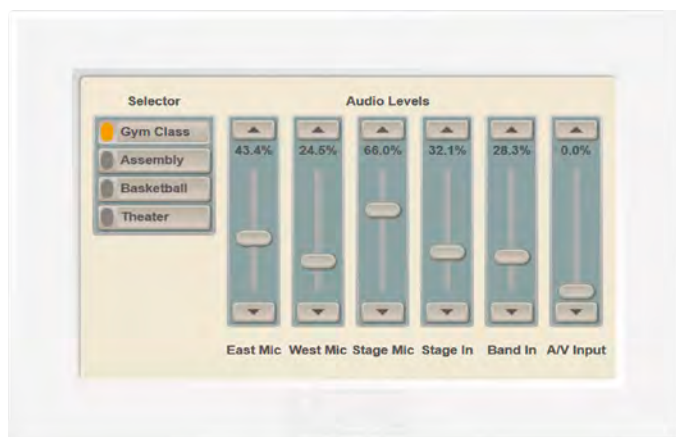 Selector
Audio Levels
Gym Class
Assembly
Basketball
Theater
43.4% 24.5% 66.0% 32.1% 28.3% 0.0%
East Mic West Mic Stage Mic Stage In Band In A/V Input